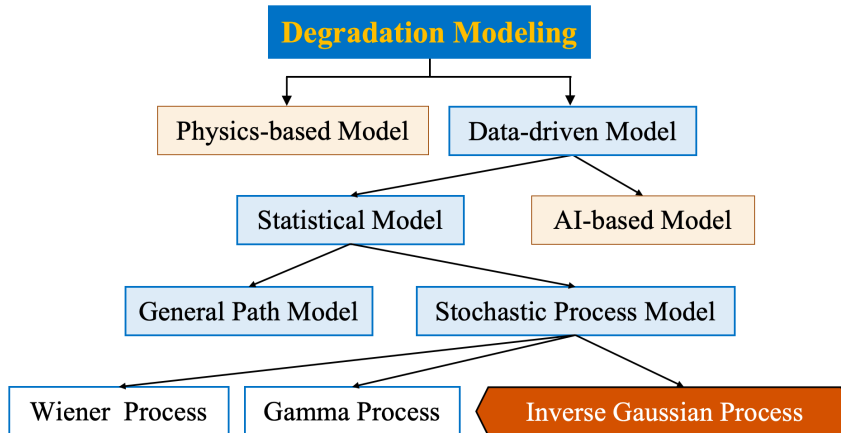 Degradation Modeling
Physics-based Model
Data-driven Model
Statistical Model
AI-based Model
General Path Model
Stochastic Process Model
Wiener Process
Gamma Process
Inverse Gaussian Process